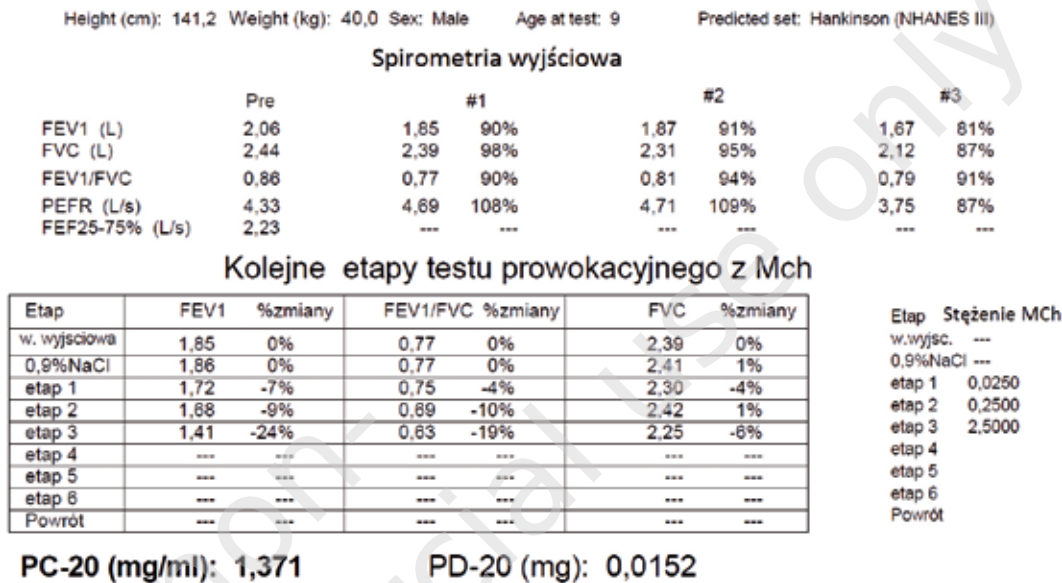 Height (cm): 141,2 Weight (kg): 40,0 Sex: Male Age at test: 9 Predicted set: Hankinson (NHANES III)
Spirometria wyjściowa
Pre #1 #2 #3
FEV1 (L) 2,06 1,85 90% 1,87 91% 1,67 81%
FVC (L) 2,44 2,39 98% 2,31 95% 2,12 87%
FEV1/FVC 0,86 0,77 90% 0,81 94% 0,79 91%
PEFR (L/s) 4,33 4,69 108% 4,71 109% 3,75 87%
FEF25-75% (L/s) 2,23 --- --- --- --- --- ---
Kolejne etapy testu prowokacyjnego z Mch
Etap FEV1 %zmiany FEV1/FVC %zmiany FVC %zmiany
w. wyjsciowa 1,85 0% 0,77 0% 2,39 0%
0,9%NaCl 1,86 0% 0,77 0% 2,41 1%
etap 1 1,72 -7% 0,75 -4% 2,30 -4%
etap 2 1,68 -9% 0,69 -10% 2,42 1%
etap 3 1,41 -24% 0,63 -19% 2,25 -6%
etap 4 --- --- --- --- --- ---
etap 5 --- --- --- --- --- ---
etap 6 --- --- --- --- --- ---
Powrót --- --- --- --- --- ---
Etap Stężenie MCh
w.wyjsc. ---
0,9%NaCl ---
etap 1 0,0250
etap 2 0,2500
etap 3 2,5000
etap 4
etap 5
etap 6
Powrót
PC-20 (mg/ml): 1,371 PD-20 (mg): 0,0152